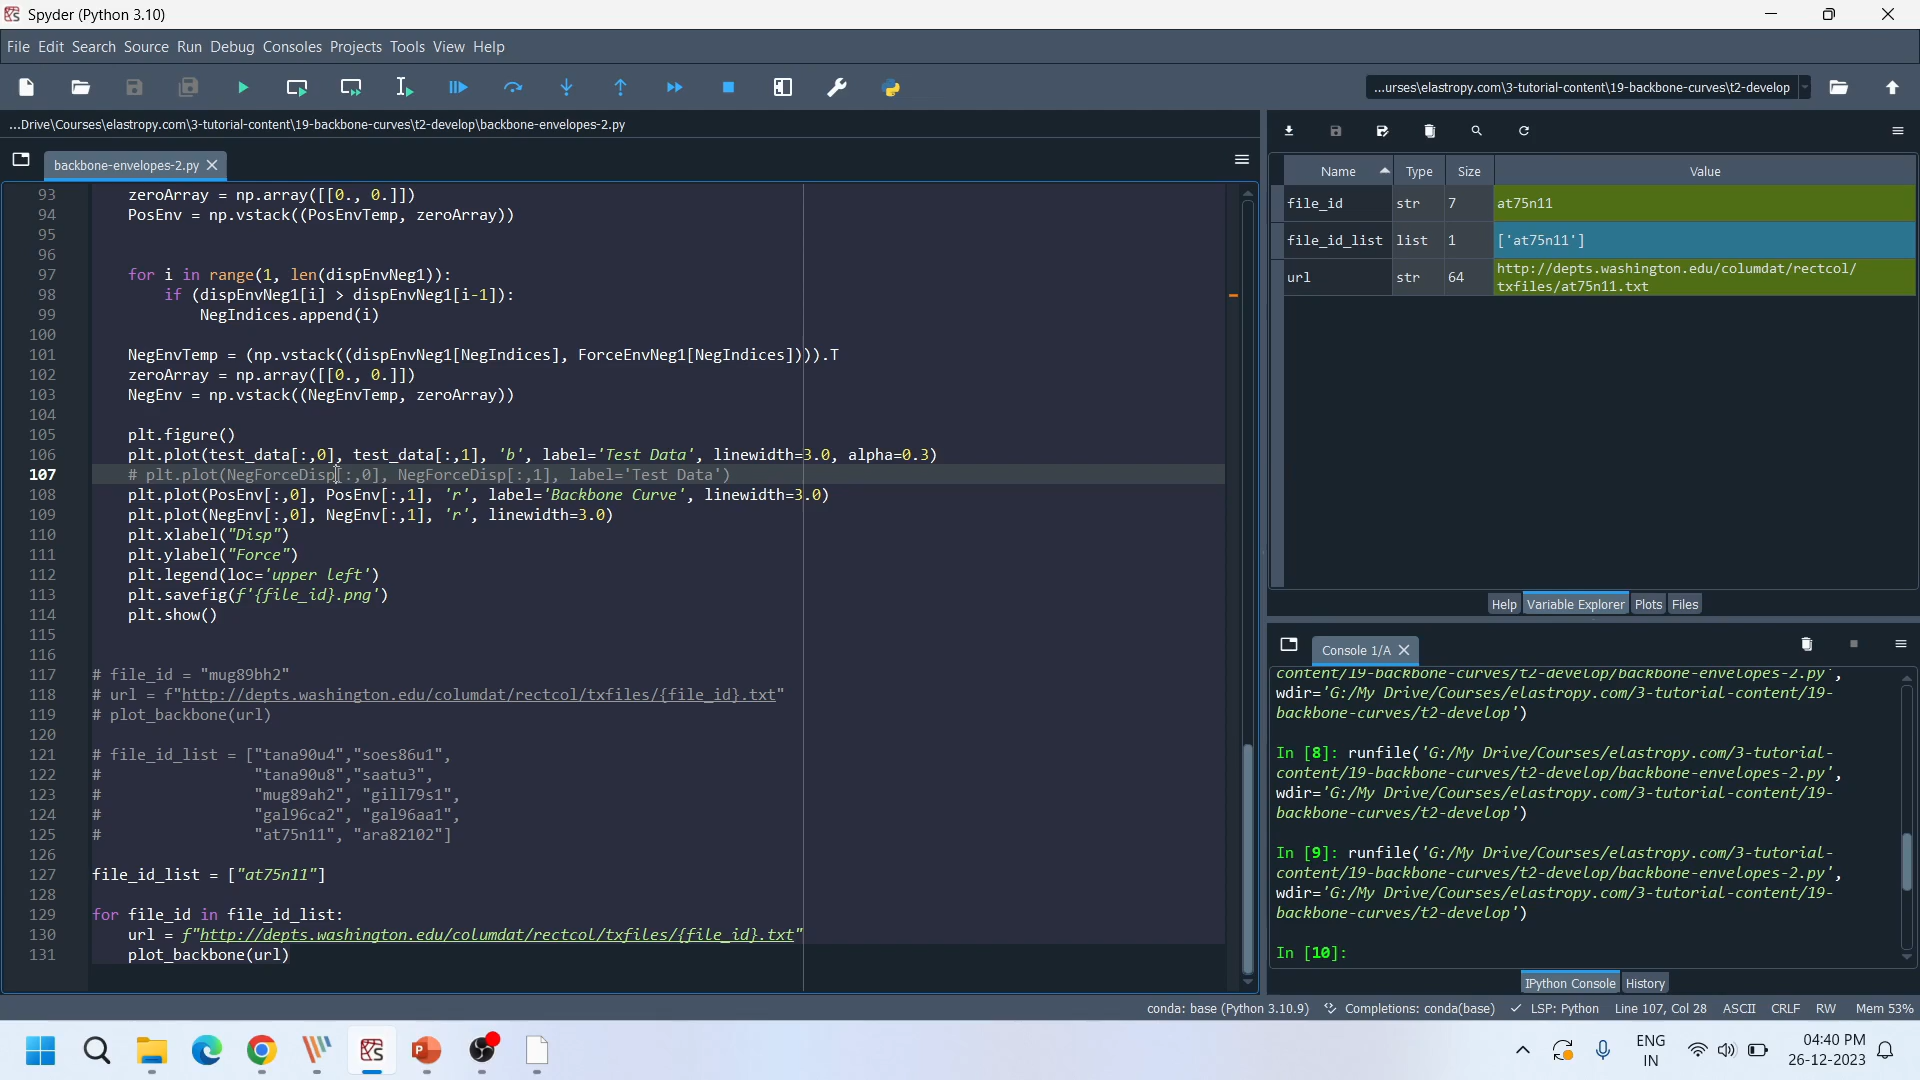 Spyder (Python 3.10)
File Edit Search Source Run Debug Consoles Projects Tools View Help
...urses\elastropy.com\3-tutorial-content\19-backbone-curves\t2-develop
...Drive\Courses\elastropy.com\3-tutorial-content\19-backbone-curves\t2-develop\backbone-envelopes-2.py
backbone-envelopes-2.py
93 zeroArray = np.array([[0., 0.]])
94 PosEnv = np.vstack((PosEnvTemp, zeroArray))
95
96
97 for i in range(1, len(dispEnvNeg1)):
98 if (dispEnvNeg1[i] > dispEnvNeg1[i-1]):
99 NegIndices.append(i)
100
101 NegEnvTemp = (np.vstack((dispEnvNeg1[NegIndices], ForceEnvNeg1[NegIndices]))).T
102 zeroArray = np.array([[0., 0.]])
103 NegEnv = np.vstack((NegEnvTemp, zeroArray))
104
105 plt.figure()
106 plt.plot(test_data[:,0], test_data[:,1], 'b', label='Test Data', linewidth=3.0, alpha=0.3)
107 # plt.plot(NegForceDisp[:,0], NegForceDisp[:,1], label='Test Data')
108 plt.plot(PosEnv[:,0], PosEnv[:,1], 'r', label='Backbone Curve', linewidth=3.0)
109 plt.plot(NegEnv[:,0], NegEnv[:,1], 'r', linewidth=3.0)
110 plt.xlabel("Disp")
111 plt.ylabel("Force")
112 plt.legend(loc='upper left')
113 plt.savefig(f'{file_id}.png')
114 plt.show()
115
116
117 # file_id = "mug89bh2"
118 # url = f"http://depts.washington.edu/columdat/rectcol/txfiles/{file_id}.txt"
119 # plot_backbone(url)
120
121 # file_id_list = ["tana90u4","soes86u1",
122 # "tana90u8","saatu3",
123 # "mug89ah2", "gill79s1",
124 # "gal96ca2", "gal96aa1",
125 # "at75n11", "ara82102"]
126
127 file_id_list = ["at75n11"]
128
129 for file_id in file_id_list:
130 url = f"http://depts.washington.edu/columdat/rectcol/txfiles/{file_id}.txt"
131 plot_backbone(url)
Name Type Size Value
file_id str 7 at75n11
file_id_list list 1 ['at75n11']
url str 64 http://depts.washington.edu/columdat/rectcol/
txfiles/at75n11.txt
Help Variable Explorer Plots Files
Console 1/A
content/19-backbone-curves/t2-develop/backbone-envelopes-2.py',
wdir='G:/My Drive/Courses/elastropy.com/3-tutorial-content/19-
backbone-curves/t2-develop')
In [8]: runfile('G:/My Drive/Courses/elastropy.com/3-tutorial-
content/19-backbone-curves/t2-develop/backbone-envelopes-2.py',
wdir='G:/My Drive/Courses/elastropy.com/3-tutorial-content/19-
backbone-curves/t2-develop')
In [9]: runfile('G:/My Drive/Courses/elastropy.com/3-tutorial-
content/19-backbone-curves/t2-develop/backbone-envelopes-2.py',
wdir='G:/My Drive/Courses/elastropy.com/3-tutorial-content/19-
backbone-curves/t2-develop')
In [10]:
IPython Console History
conda: base (Python 3.10.9) Completions: conda(base) LSP: Python Line 107, Col 28 ASCII CRLF RW Mem 53%
ENG
IN
04:40 PM
26-12-2023